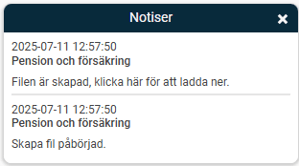 Notiser
2025-07-11 12:57:50
Pension och försäkring
Filen är skapad, klicka här för att ladda ner.
2025-07-11 12:57:50
Pension och försäkring
Skapa fil påbörjad.